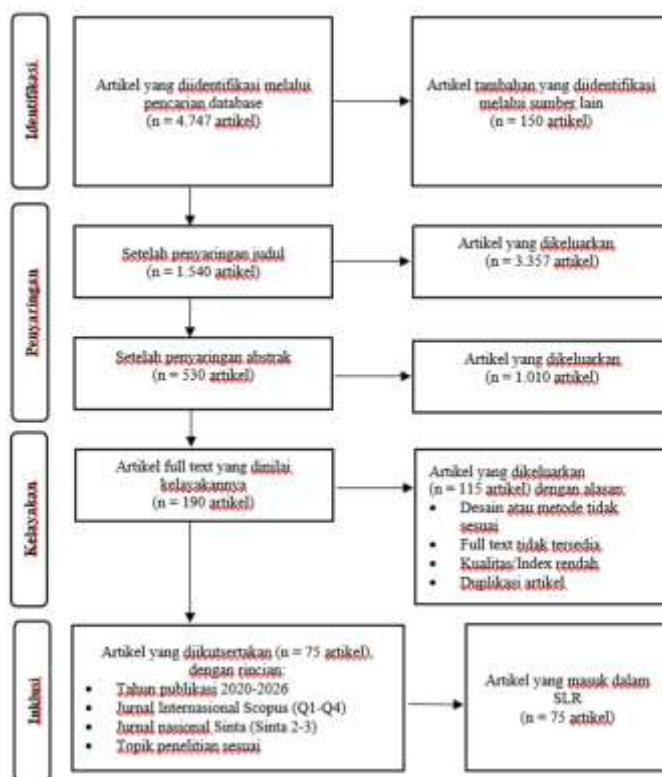 Identifikasi
Artikel yang diidentifikasi melalui
pencarian database
(n = 4.747 artikel)
Artikel tambahan yang diidentifikasi
melalui sumber lain
(n = 150 artikel)
Penyaringan
Setelah penyaringan judul
(n = 1.540 artikel)
Artikel yang dikeluarkan
(n = 3.357 artikel)
Setelah penyaringan abstrak
(n = 530 artikel)
Artikel yang dikeluarkan
(n = 1.010 artikel)
Kelayakan
Artikel full text yang dinilai
kelayakannya
(n = 190 artikel)
Artikel yang dikeluarkan
(n = 115 artikel) dengan alasan:
• Desain atau metode tidak
sesuai
• Full text tidak tersedia
• Kualitas/Index rendah
• Duplikasi artikel
Inklusi
Artikel yang diikutsertakan (n = 75 artikel),
dengan rincian:
• Tahun publikasi 2020-2026
• Jurnal Internasional Scopus (Q1-Q4)
• Jurnal nasional Sinta (Sinta 2-3)
• Topik penelitian sesuai
Artikel yang masuk dalam
SLR
(n = 75 artikel)